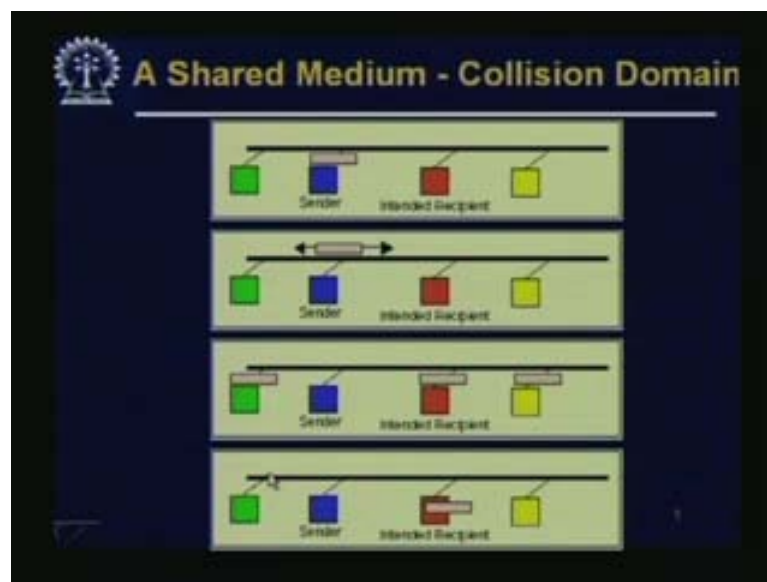 A Shared Medium - Collision Domain
Sender
Intended Recipient
Sender
Intended Recipient
Sender
Intended Recipient
Sender
Intended Recipient